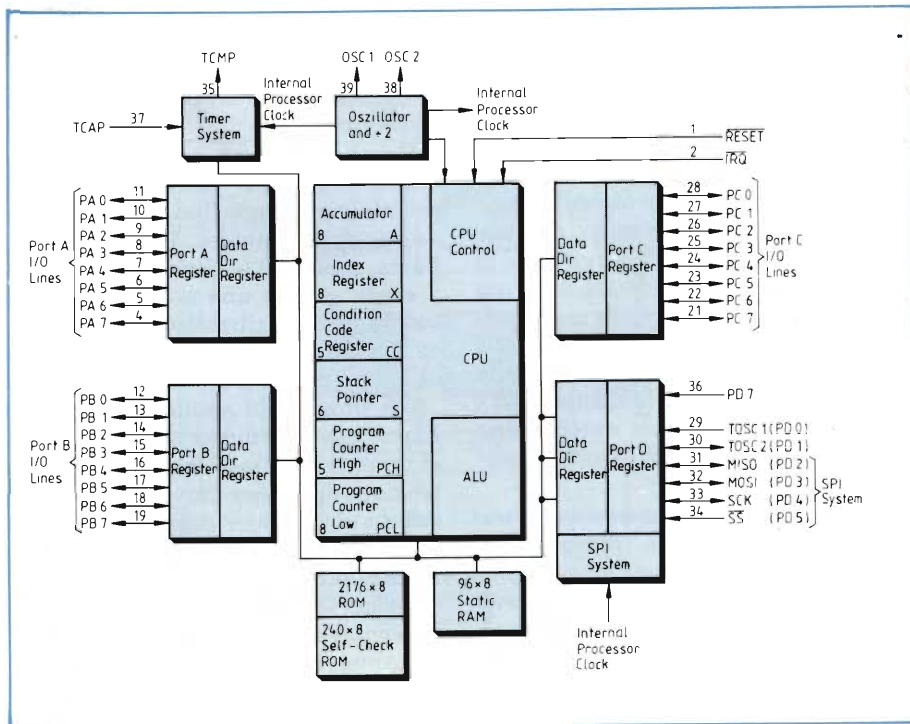 TCMP
OSC 1
OSC 2
35
39
38
Internal
Processor
Clock
Internal
Processor
Clock
TCAP
37
Timer
System
Oszillator
and ÷ 2
1
RESET
2
IRQ
Port A
I/O
Lines
PA 0
11
PA 1
10
PA 2
9
PA 3
8
PA 4
7
PA 5
6
PA 6
5
PA 7
4
Port A
Register
Data
Dir
Register
Accumulator
8 A
Index
Register
8 X
Condition
Code
Register
5 CC
Stack
Pointer
6 S
Program
Counter
High
5 PCH
Program
Counter
Low
8 PCL
CPU
Control
CPU
ALU
Data
Dir
Register
Port C
Register
28
PC 0
27
PC 1
26
PC 2
25
PC 3
24
PC 4
23
PC 5
22
PC 6
21
PC 7
Port C
I/O
Lines
Port B
I/O
Lines
PB 0
12
PB 1
13
PB 2
14
PB 3
15
PB 4
16
PB 5
17
PB 6
18
PB 7
19
Port B
Register
Data
Dir
Register
Data
Dir
Register
Port D
Register
SPI
System
36
PD 7
29
TOSC 1 (PD 0)
30
TOSC 2 (PD 1)
31
MISO (PD 2)
32
MOSI (PD 3)
33
SCK (PD 4)
34
SS (PD 5)
SPI
System
2176×8
ROM
240×8
Self-Check
ROM
96×8
Static
RAM
Internal
Processor
Clock